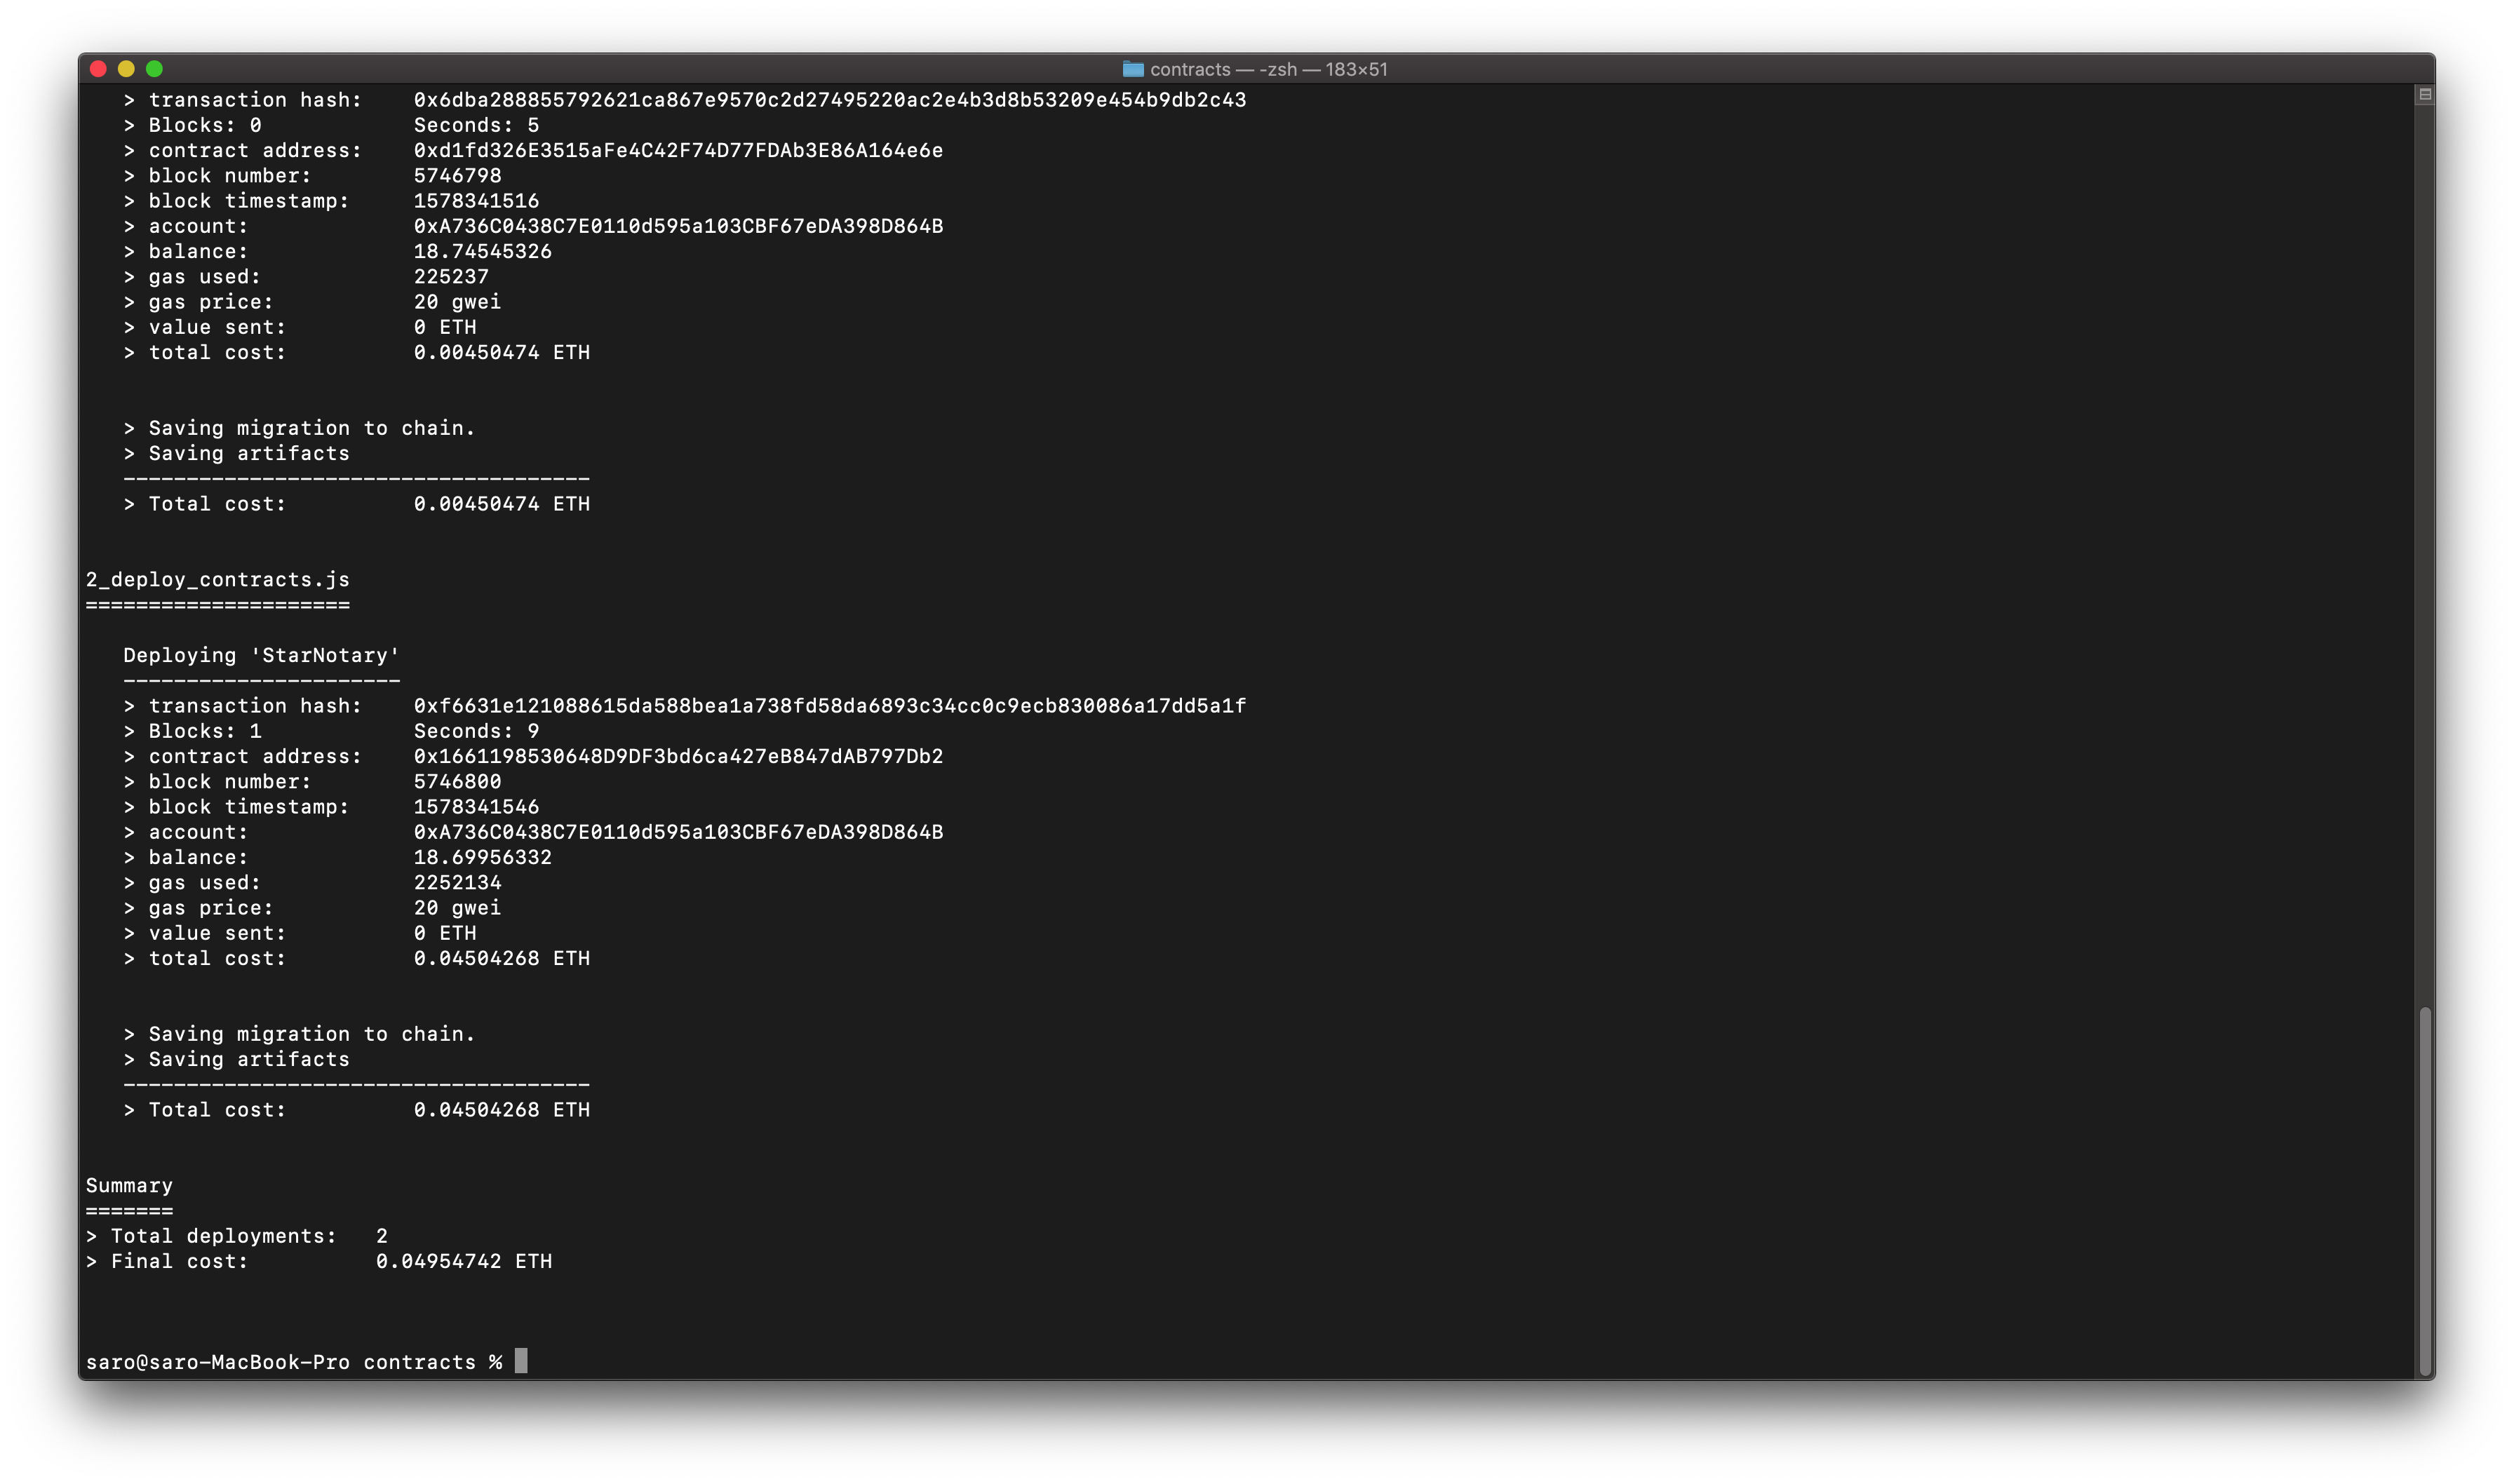 contracts — -zsh — 183×51
> transaction hash:    0x6dba288855792621ca867e9570c2d27495220ac2e4b3d8b53209e454b9db2c43
> Blocks: 0            Seconds: 5
> contract address:    0xd1fd326E3515aFe4C42F74D77FDAb3E86A164e6e
> block number:        5746798
> block timestamp:     1578341516
> account:             0xA736C0438C7E0110d595a103CBF67eDA398D864B
> balance:             18.74545326
> gas used:            225237
> gas price:           20 gwei
> value sent:          0 ETH
> total cost:          0.00450474 ETH
> Saving migration to chain.
> Saving artifacts
-------------------------------------
> Total cost:          0.00450474 ETH
2_deploy_contracts.js
=====================
Deploying 'StarNotary'
----------------------
> transaction hash:    0xf6631e121088615da588bea1a738fd58da6893c34cc0c9ecb830086a17dd5a1f
> Blocks: 1            Seconds: 9
> contract address:    0x1661198530648D9DF3bd6ca427eB847dAB797Db2
> block number:        5746800
> block timestamp:     1578341546
> account:             0xA736C0438C7E0110d595a103CBF67eDA398D864B
> balance:             18.69956332
> gas used:            2252134
> gas price:           20 gwei
> value sent:          0 ETH
> total cost:          0.04504268 ETH
> Saving migration to chain.
> Saving artifacts
-------------------------------------
> Total cost:          0.04504268 ETH
Summary
=======
> Total deployments:   2
> Final cost:          0.04954742 ETH
saro@saro-MacBook-Pro contracts %